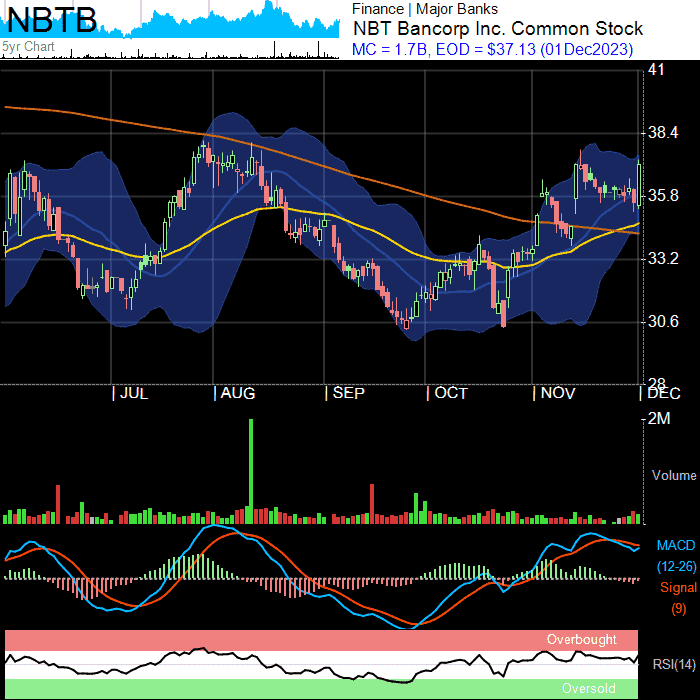 NBTB
5yr Chart
Finance | Major Banks
NBT Bancorp Inc. Common Stock
MC = 1.7B, EOD = $37.13 (01Dec2023)
41
38.4
35.8
33.2
30.6
28
JUL AUG SEP OCT NOV DEC
2M
Volume
MACD
(12-26)
Signal
(9)
Overbought
RSI(14)
Oversold